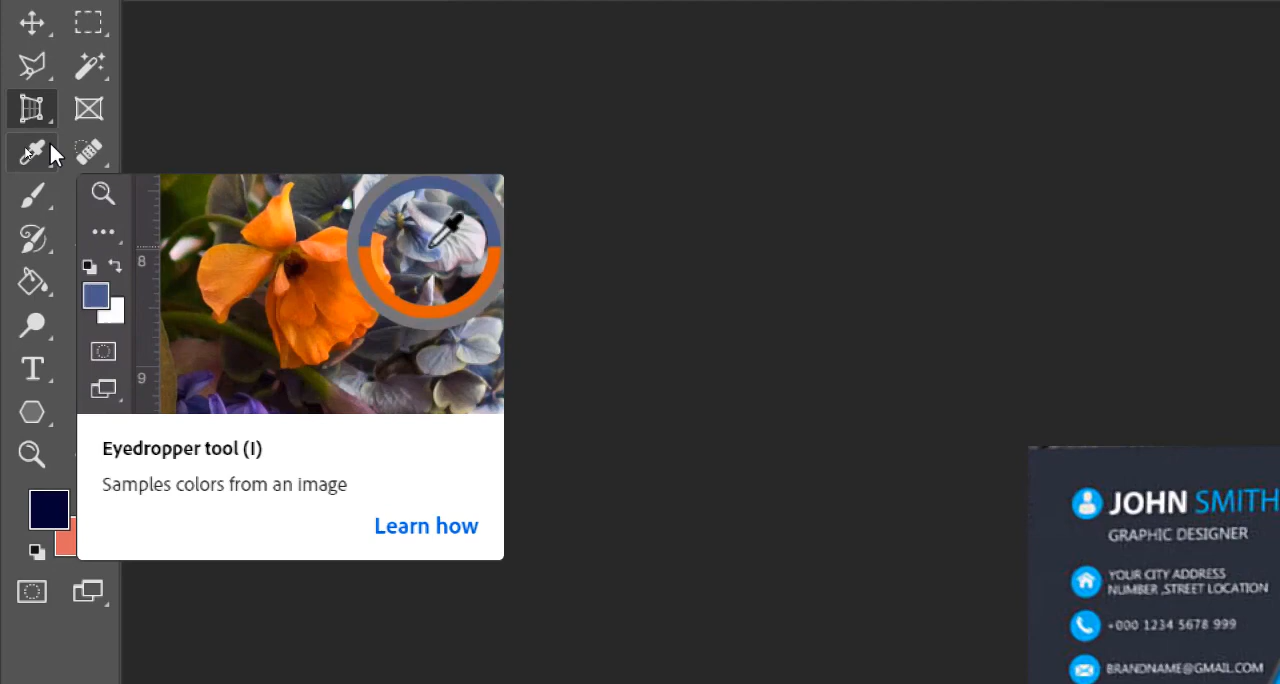 8
9
Eyedropper tool (I)
Samples colors from an image
Learn how
JOHN SMITH
GRAPHIC DESIGNER
YOUR CITY ADDRESS
NUMBER ,STREET LOCATION
+000 1234 5678 999
BRANDNAME@GMAIL.COM